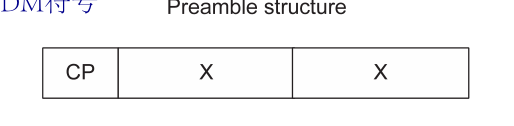 DM符号
Preamble structure
CP X X